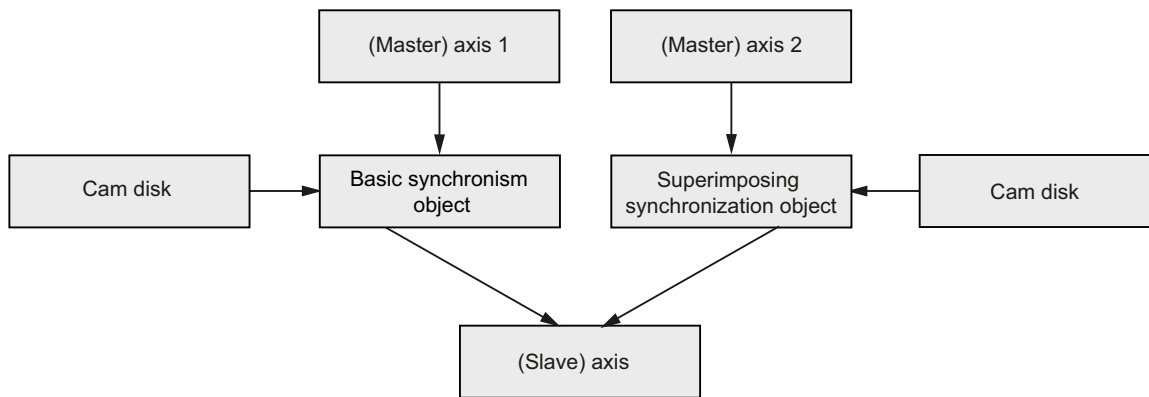 (Master) axis 1
(Master) axis 2
Cam disk
Basic synchronism
object
Superimposing
synchronization object
Cam disk
(Slave) axis